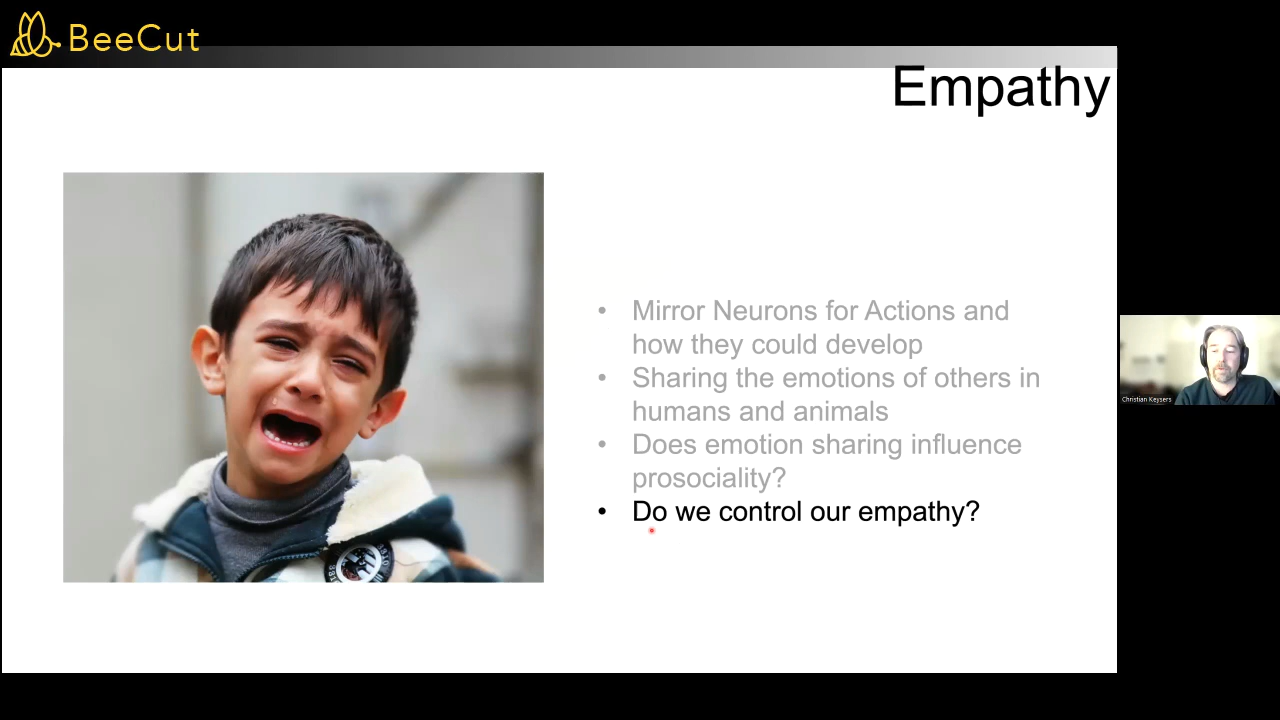 BeeCut
Empathy
• Mirror Neurons for Actions and
how they could develop
• Sharing the emotions of others in
humans and animals
• Does emotion sharing influence
prosociality?
• Do we control our empathy?
Christian Keysers